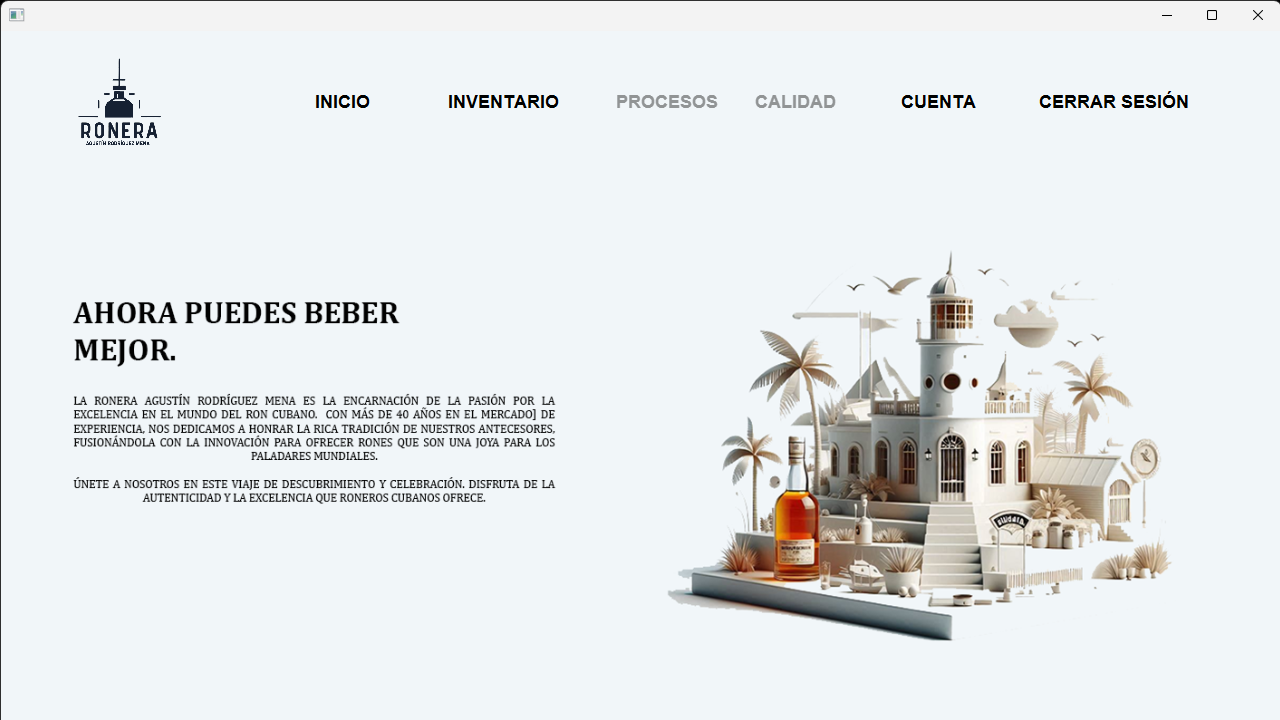 RONERA
AGUSTÍN RODRÍGUEZ MENA
INICIO
INVENTARIO
PROCESOS
CALIDAD
CUENTA
CERRAR SESIÓN
AHORA PUEDES BEBER
MEJOR.
LA RONERA AGUSTÍN RODRÍGUEZ MENA ES LA ENCARNACIÓN DE LA PASIÓN POR LA
EXCELENCIA EN EL MUNDO DEL RON CUBANO. CON MÁS DE 40 AÑOS EN EL MERCADO] DE
EXPERIENCIA, NOS DEDICAMOS A HONRAR LA RICA TRADICIÓN DE NUESTROS ANTECESORES,
FUSIONÁNDOLA CON LA INNOVACIÓN PARA OFRECER RONES QUE SON UNA JOYA PARA LOS
PALADARES MUNDIALES.
ÚNETE A NOSOTROS EN ESTE VIAJE DE DESCUBRIMIENTO Y CELEBRACIÓN. DISFRUTA DE LA
AUTENTICIDAD Y LA EXCELENCIA QUE RONEROS CUBANOS OFRECE.